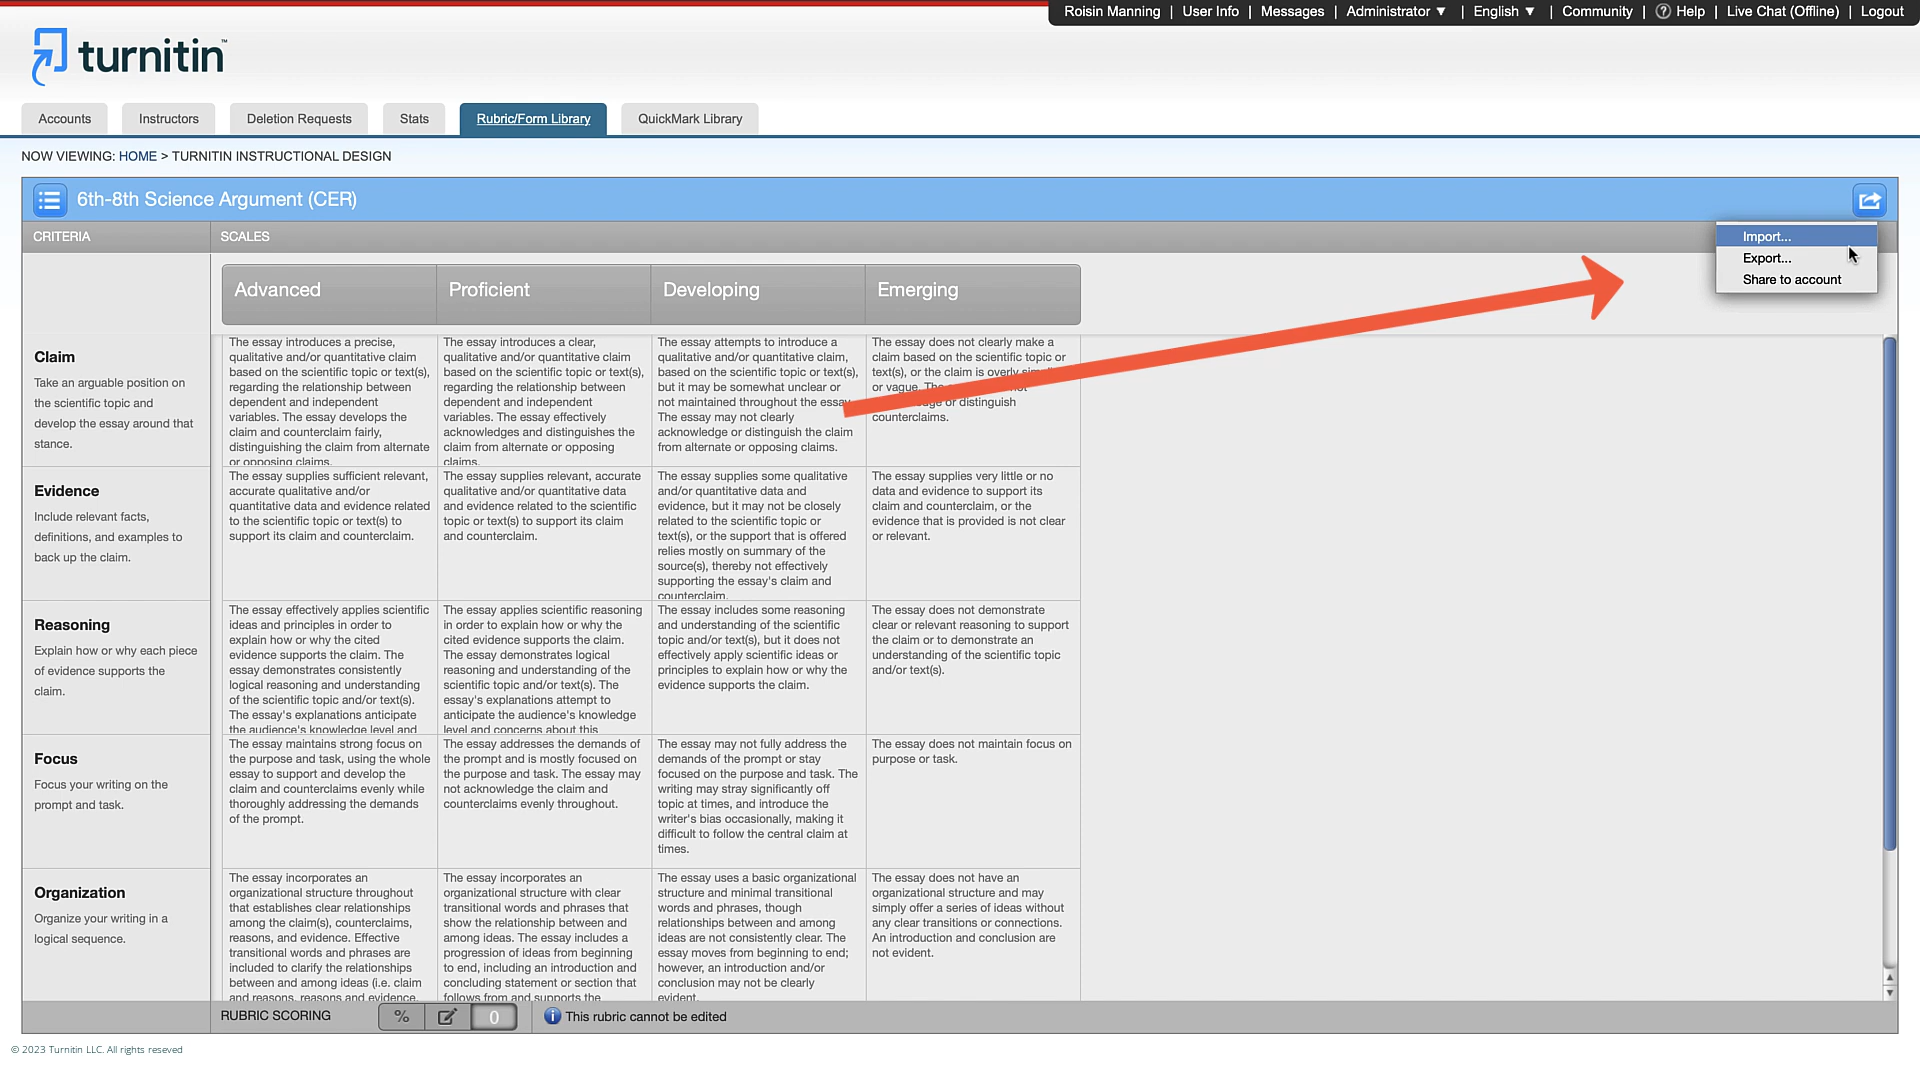 Roisin Manning | User Info | Messages | Administrator ▼ | English ▼ | Community | ? Help | Live Chat (Offline) | Logout
turnitin™
Accounts
Instructors
Deletion Requests
Stats
Rubric/Form Library
QuickMark Library
NOW VIEWING: HOME > TURNITIN INSTRUCTIONAL DESIGN
6th-8th Science Argument (CER)
CRITERIA
SCALES
Import...
Export...
Share to account
Advanced
Proficient
Developing
Emerging
Claim
Take an arguable position on
the scientific topic and
develop the essay around that
stance.
The essay introduces a precise,
qualitative and/or quantitative claim
based on the scientific topic or text(s),
regarding the relationship between
dependent and independent
variables. The essay develops the
claim and counterclaim fairly,
distinguishing the claim from alternate
or opposing claims.
The essay introduces a clear,
qualitative and/or quantitative claim
based on the scientific topic or text(s),
regarding the relationship between
dependent and independent
variables. The essay effectively
acknowledges and distinguishes the
claim from alternate or opposing
claims.
The essay attempts to introduce a
qualitative and/or quantitative claim,
based on the scientific topic or text(s),
but it may be somewhat unclear or
not maintained throughout the essay.
The essay may not clearly
acknowledge or distinguish the claim
from alternate or opposing claims.
The essay does not clearly make a
claim based on the scientific topic or
text(s), or the claim is overly
or vague. The
or distinguish
counterclaims.
Evidence
Include relevant facts,
definitions, and examples to
back up the claim.
The essay supplies sufficient relevant,
accurate qualitative and/or
quantitative data and evidence related
to the scientific topic or text(s) to
support its claim and counterclaim.
The essay supplies relevant, accurate
qualitative and/or quantitative data
and evidence related to the scientific
topic or text(s) to support its claim
and counterclaim.
The essay supplies some qualitative
and/or quantitative data and
evidence, but it may not be closely
related to the scientific topic or
text(s), or the support that is offered
relies mostly on summary of the
source(s), thereby not effectively
supporting the essay's claim and
counterclaim.
The essay supplies very little or no
data and evidence to support its
claim and counterclaim, or the
evidence that is provided is not clear
or relevant.
Reasoning
Explain how or why each piece
of evidence supports the
claim.
The essay effectively applies scientific
ideas and principles in order to
explain how or why the cited
evidence supports the claim. The
essay demonstrates consistently
logical reasoning and understanding
of the scientific topic and/or text(s).
The essay's explanations anticipate
the audience's knowledge level and
The essay applies scientific reasoning
in order to explain how or why the
cited evidence supports the claim.
The essay demonstrates logical
reasoning and understanding of the
scientific topic and/or text(s). The
essay's explanations attempt to
anticipate the audience's knowledge
level and concerns about this
The essay includes some reasoning
and understanding of the scientific
topic and/or text(s), but it does not
effectively apply scientific ideas or
principles to explain how or why the
evidence supports the claim.
The essay does not demonstrate
clear or relevant reasoning to support
the claim or to demonstrate an
understanding of the scientific topic
and/or text(s).
Focus
Focus your writing on the
prompt and task.
The essay maintains strong focus on
the purpose and task, using the whole
essay to support and develop the
claim and counterclaims evenly while
thoroughly addressing the demands
of the prompt.
The essay addresses the demands of
the prompt and is mostly focused on
the purpose and task. The essay may
not acknowledge the claim and
counterclaims evenly throughout.
The essay may not fully address the
demands of the prompt or stay
focused on the purpose and task. The
writing may stray significantly off
topic at times, and introduce the
writer's bias occasionally, making it
difficult to follow the central claim at
times.
The essay does not maintain focus on
purpose or task.
Organization
Organize your writing in a
logical sequence.
The essay incorporates an
organizational structure throughout
that establishes clear relationships
among the claim(s), counterclaims,
reasons, and evidence. Effective
transitional words and phrases are
included to clarify the relationships
between and among ideas (i.e. claim
and reasons, reasons and evidence,
The essay incorporates an
organizational structure with clear
transitional words and phrases that
show the relationship between and
among ideas. The essay includes a
progression of ideas from beginning
to end, including an introduction and
concluding statement or section that
follows from and supports the
The essay uses a basic organizational
structure and minimal transitional
words and phrases, though
relationships between and among
ideas are not consistently clear. The
essay moves from beginning to end;
however, an introduction and/or
conclusion may not be clearly
evident.
The essay does not have an
organizational structure and may
simply offer a series of ideas without
any clear transitions or connections.
An introduction and conclusion are
not evident.
RUBRIC SCORING
%
0
i This rubric cannot be edited
© 2023 Turnitin LLC. All rights reseved